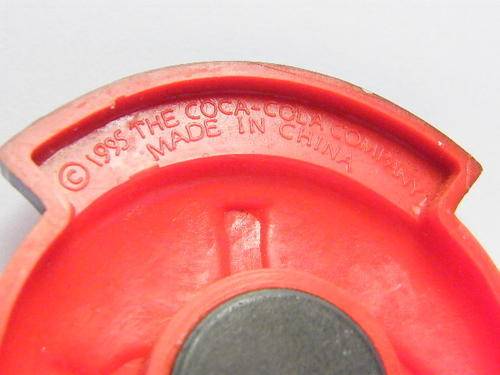 © 1995 THE COCA-COLA COMPANY
MADE IN CHINA